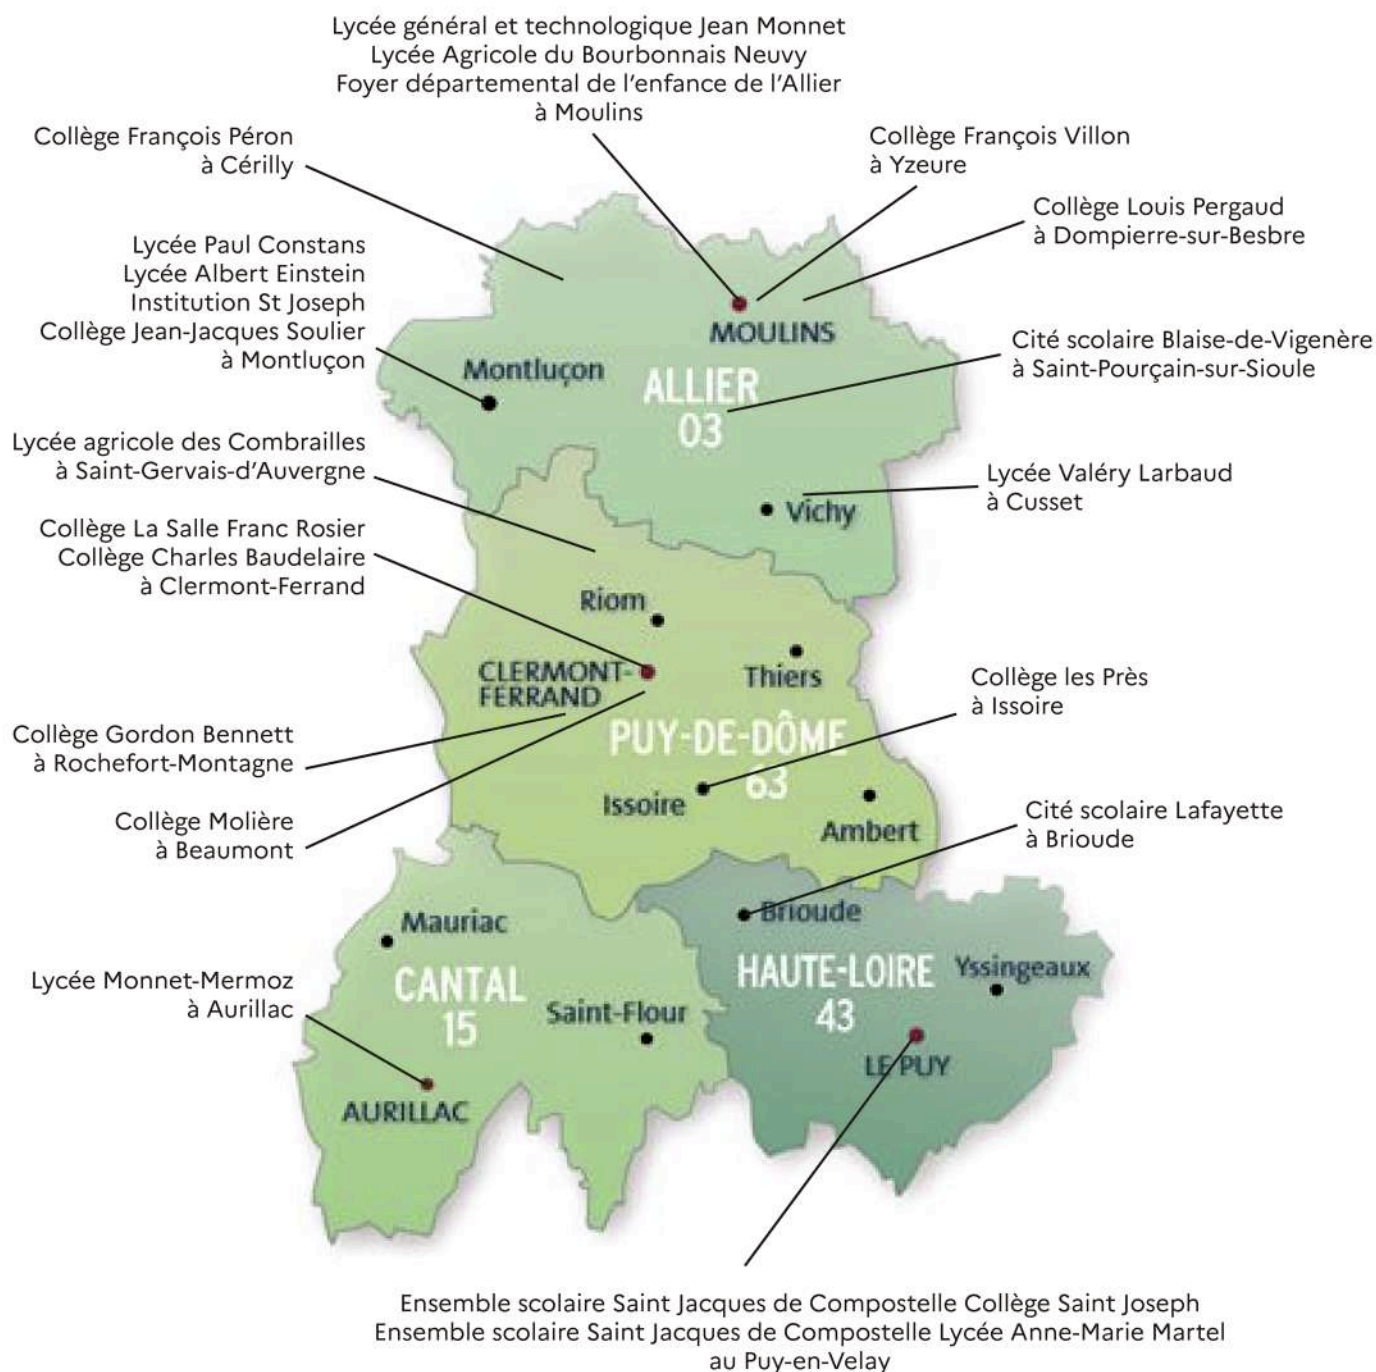 Lycée général et technologique Jean Monnet
Lycée Agricole du Bourbonnais Neuvy
Foyer départemental de l'enfance de l'Allier
à Moulins
Collège François Péron
à Cérilly
Collège François Villon
à Yzeure
Collège Louis Pergaud
à Dompierre-sur-Besbre
Lycée Paul Constans
Lycée Albert Einstein
Institution St Joseph
Collège Jean-Jacques Soulier
à Montluçon
MOULINS
Cité scolaire Blaise-de-Vigenère
à Saint-Pourçain-sur-Sioule
Montluçon
ALLIER
03
Lycée agricole des Combrailles
à Saint-Gervais-d'Auvergne
Lycée Valéry Larbaud
à Cusset
Vichy
Collège La Salle Franc Rosier
Collège Charles Baudelaire
à Clermont-Ferrand
Riom
CLERMONT-
FERRAND
Thiers
Collège les Près
à Issoire
Collège Gordon Bennett
à Rochefort-Montagne
PUY-DE-DÔME
63
Issoire
Ambert
Collège Molière
à Beaumont
Cité scolaire Lafayette
à Brioude
Mauriac
Brioude
Lycée Monnet-Mermoz
à Aurillac
CANTAL
15
Saint-Flour
HAUTE-LOIRE
43
Yssingeaux
LE PUY
AURILLAC
Ensemble scolaire Saint Jacques de Compostelle Collège Saint Joseph
Ensemble scolaire Saint Jacques de Compostelle Lycée Anne-Marie Martel
au Puy-en-Velay